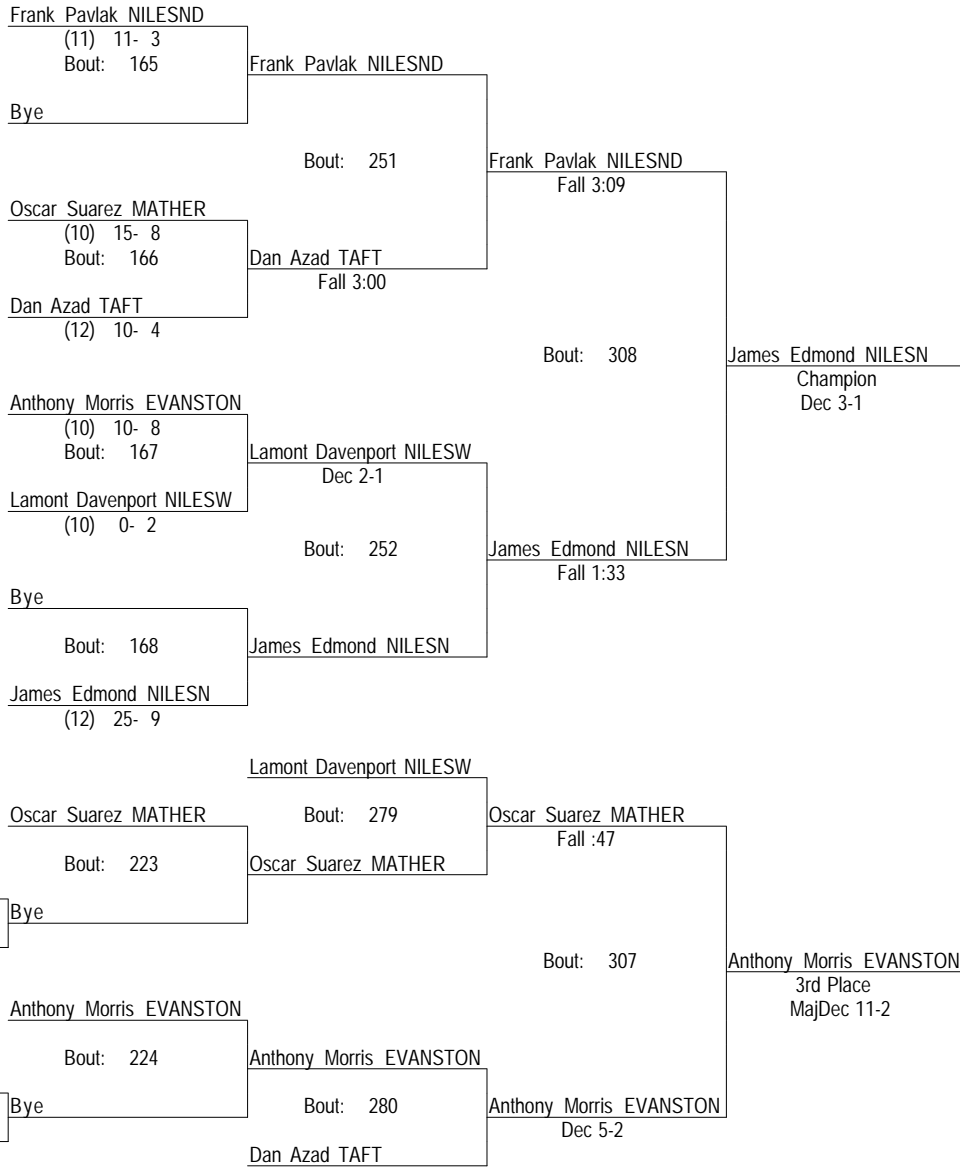 Frank Pavlak NILESND
(11) 11- 3
Bout: 165
Frank Pavlak NILESND
Bye
Bout: 251
Frank Pavlak NILESND
Fall 3:09
Oscar Suarez MATHER
(10) 15- 8
Bout: 166
Dan Azad TAFT
Fall 3:00
Dan Azad TAFT
(12) 10- 4
Bout: 308
James Edmond NILESN
Champion
Dec 3-1
Anthony Morris EVANSTON
(10) 10- 8
Bout: 167
Lamont Davenport NILESW
Dec 2-1
Lamont Davenport NILESW
(10) 0- 2
Bout: 252
James Edmond NILESN
Fall 1:33
Bye
Bout: 168
James Edmond NILESN
James Edmond NILESN
(12) 25- 9
Lamont Davenport NILESW
Oscar Suarez MATHER
Bout: 279
Oscar Suarez MATHER
Fall :47
Bout: 223
Oscar Suarez MATHER
Bye
Bout: 307
Anthony Morris EVANSTON
3rd Place
MajDec 11-2
Anthony Morris EVANSTON
Bout: 224
Anthony Morris EVANSTON
Bye
Bout: 280
Anthony Morris EVANSTON
Dec 5-2
Dan Azad TAFT